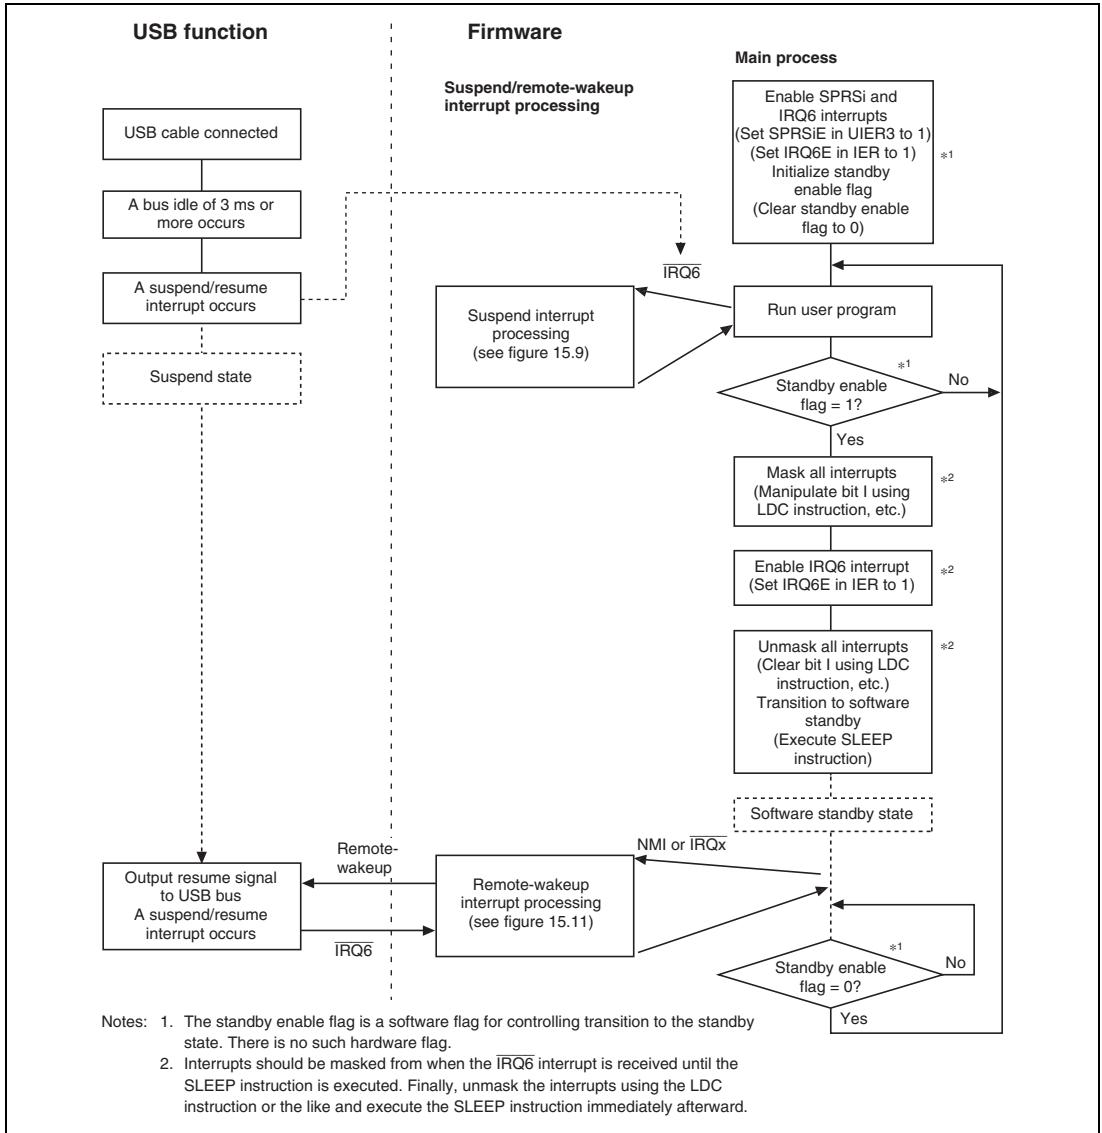 USB function
Firmware
Main process
Suspend/remote-wakeup
interrupt processing
Enable SPRSi and
IRQ6 interrupts
(Set SPRSiE in UIER3 to 1)
(Set IRQ6E in IER to 1)
Initialize standby
enable flag
(Clear standby enable
flag to 0)
*1
USB cable connected
A bus idle of 3 ms or
more occurs
A suspend/resume
interrupt occurs
Suspend state
IRQ6
Suspend interrupt
processing
(see figure 15.9)
Run user program
Standby enable
flag = 1?
*1
No
Yes
Mask all interrupts
(Manipulate bit I using
LDC instruction, etc.)
*2
Enable IRQ6 interrupt
(Set IRQ6E in IER to 1)
*2
Unmask all interrupts
(Clear bit I using LDC
instruction, etc.)
Transition to software
standby
(Execute SLEEP
instruction)
*2
Software standby state
NMI or IRQx
Remote-
wakeup
Output resume signal
to USB bus
A suspend/resume
interrupt occurs
IRQ6
Remote-wakeup
interrupt processing
(see figure 15.11)
Standby enable
flag = 0?
*1
No
Yes
Notes: 1. The standby enable flag is a software flag for controlling transition to the standby
state. There is no such hardware flag.
2. Interrupts should be masked from when the IRQ6 interrupt is received until the
SLEEP instruction is executed. Finally, unmask the interrupts using the LDC
instruction or the like and execute the SLEEP instruction immediately afterward.